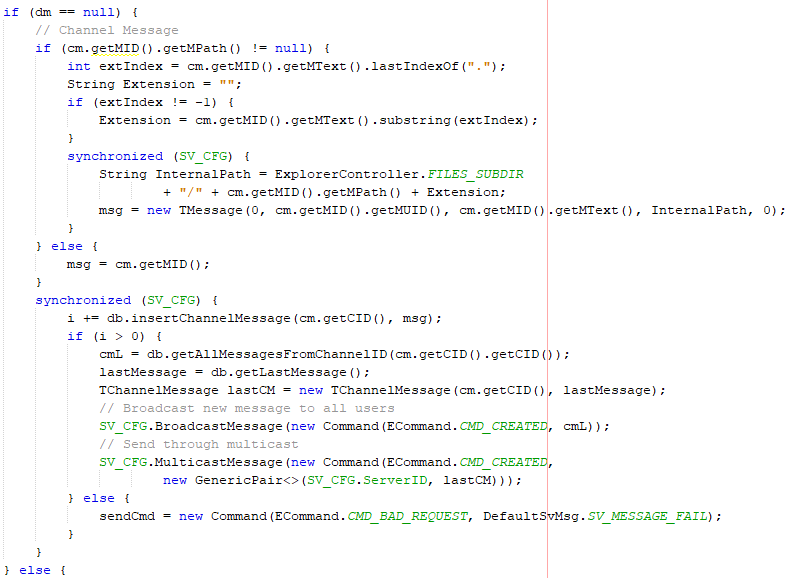 if (dm == null) {
// Channel Message
if (cm.getMID().getMPath() != null) {
int extIndex = cm.getMID().getMText().lastIndexOf(".");
String Extension = "";
if (extIndex != -1) {
Extension = cm.getMID().getMText().substring(extIndex);
}
synchronized (SV_CFG) {
String InternalPath = ExplorerController.FILES_SUBDIR
+ "/" + cm.getMID().getMPath() + Extension;
msg = new TMessage(0, cm.getMID().getMUID(), cm.getMID().getMText(), InternalPath, 0);
}
} else {
msg = cm.getMID();
}
synchronized (SV_CFG) {
i += db.insertChannelMessage(cm.getCID(), msg);
if (i > 0) {
cmL = db.getAllMessagesFromChannelID(cm.getCID().getCID());
lastMessage = db.getLastMessage();
TChannelMessage lastCM = new TChannelMessage(cm.getCID(), lastMessage);
// Broadcast new message to all users
SV_CFG.BroadcastMessage(new Command(ECommand.CMD_CREATED, cmL));
// Send through multicast
SV_CFG.MulticastMessage(new Command(ECommand.CMD_CREATED,
new GenericPair<>(SV_CFG.ServerID, lastCM)));
} else {
sendCmd = new Command(ECommand.CMD_BAD_REQUEST, DefaultSvMsg.SV_MESSAGE_FAIL);
}
}
} else {